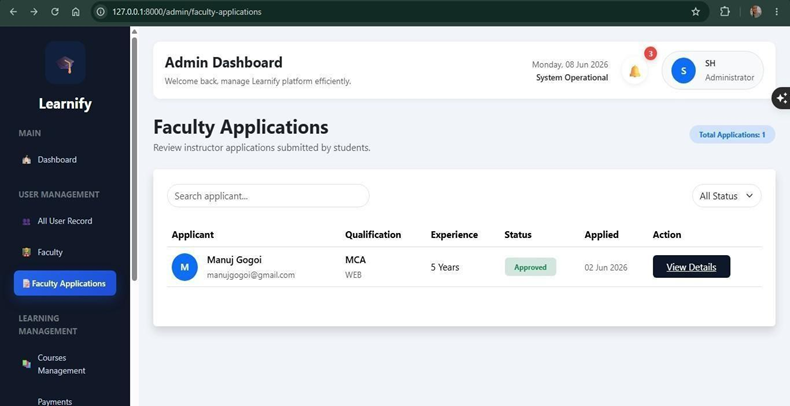 127.0.0.1:8000/admin/faculty-applications
Learnify
MAIN
Dashboard
USER MANAGEMENT
All User Record
Faculty
Faculty Applications
LEARNING
MANAGEMENT
Courses
Management
Payments
Admin Dashboard
Welcome back, manage Learnify platform efficiently.
Monday, 08 Jun 2026
System Operational
3
S
SH
Administrator
Faculty Applications
Review instructor applications submitted by students.
Total Applications: 1
Search applicant...
All Status
Applicant Qualification Experience Status Applied Action
M
Manuj Gogoi
manujgogoi@gmail.com
MCA
WEB
5 Years
Approved
02 Jun 2026
View Details